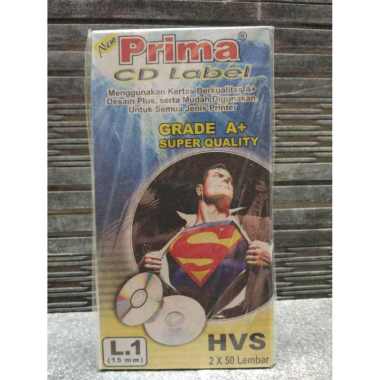 New
Prima®
CD Label
Menggunakan Kertas Berkualitas A+
Desain Plus, serta Mudah Digunakan
Untuk Semua Jenis Printer
GRADE A+
SUPER QUALITY
S
L.1
(15 mm)
HVS
2 X 50 Lembar